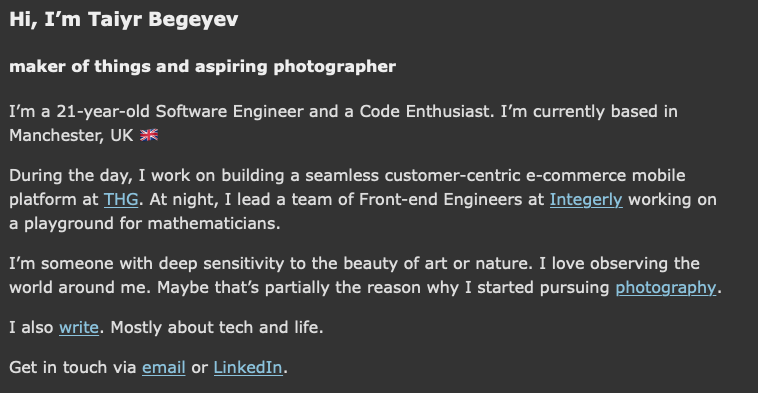 Hi, I’m Taiyr Begeyev
maker of things and aspiring photographer
I’m a 21-year-old Software Engineer and a Code Enthusiast. I’m currently based in
Manchester, UK 🇬🇧
During the day, I work on building a seamless customer-centric e-commerce mobile
platform at THG. At night, I lead a team of Front-end Engineers at Integerly working on
a playground for mathematicians.
I’m someone with deep sensitivity to the beauty of art or nature. I love observing the
world around me. Maybe that’s partially the reason why I started pursuing photography.
I also write. Mostly about tech and life.
Get in touch via email or LinkedIn.